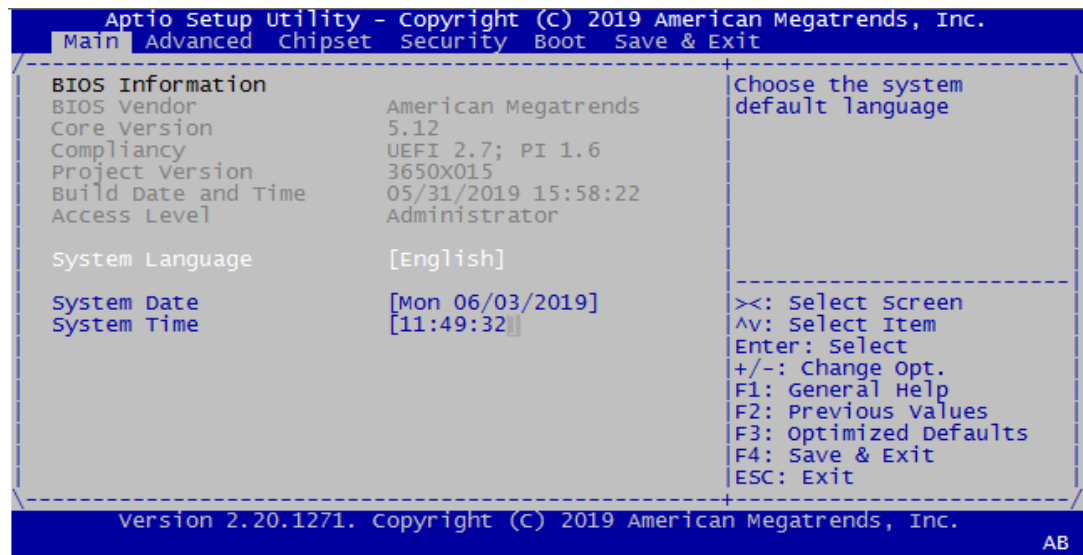 Aptio Setup Utility - Copyright (C) 2019 American Megatrends, Inc.
Main Advanced Chipset Security Boot Save & Exit
BIOS Information
BIOS Vendor American Megatrends
Core Version 5.12
Compliancy UEFI 2.7; PI 1.6
Project Version 3650X015
Build Date and Time 05/31/2019 15:58:22
Access Level Administrator
System Language [English]
System Date [Mon 06/03/2019]
System Time [11:49:32]
Choose the system
default language
><: Select Screen
^v: Select Item
Enter: Select
+/-: Change Opt.
F1: General Help
F2: Previous Values
F3: Optimized Defaults
F4: Save & Exit
ESC: Exit
Version 2.20.1271. Copyright (C) 2019 American Megatrends, Inc.
AB